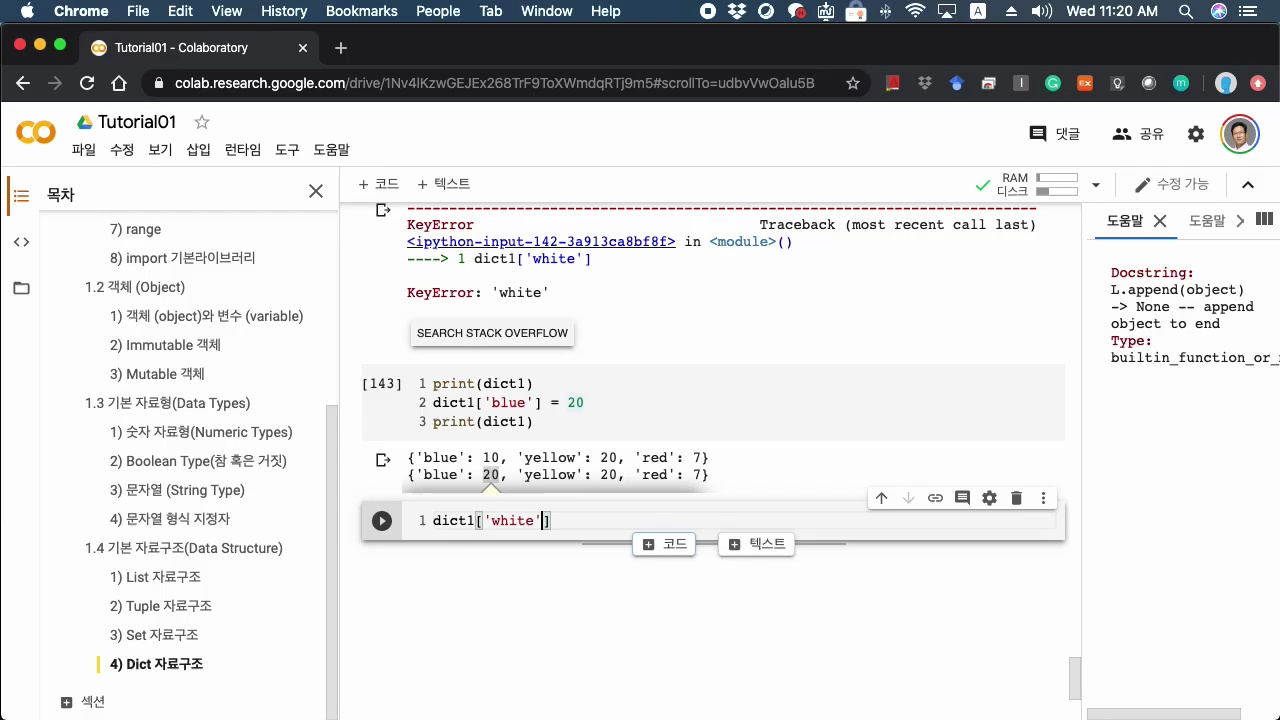 Chrome File Edit View History Bookmarks People Tab Window Help A Wed 11:20 AM
Tutorial01 - Colaboratory
colab.research.google.com/drive/1Nv4lKzwGEJEx268TrF9ToXWmdqRTj9m5#scrollTo=udbvVwOaIu5B
Tutorial01
파일 수정 보기 삽입 런타임 도구 도움말
댓글 공유
목차
7) range
8) import 기본라이브러리
1.2 객체 (Object)
1) 객체 (object)와 변수 (variable)
2) Immutable 객체
3) Mutable 객체
1.3 기본 자료형(Data Types)
1) 숫자 자료형(Numeric Types)
2) Boolean Type(참 혹은 거짓)
3) 문자열 (String Type)
4) 문자열 형식 지정자
1.4 기본 자료구조(Data Structure)
1) List 자료구조
2) Tuple 자료구조
3) Set 자료구조
4) Dict 자료구조
섹션
+ 코드 + 텍스트
RAM
디스크
수정 가능
---------------------------------------------------------------------------
KeyError Traceback (most recent call last)
<ipython-input-142-3a913ca8bf8f> in <module>()
----> 1 dict1['white']
KeyError: 'white'
SEARCH STACK OVERFLOW
[143] 1 print(dict1)
2 dict1['blue'] = 20
3 print(dict1)
{'blue': 10, 'yellow': 20, 'red': 7}
{'blue': 20, 'yellow': 20, 'red': 7}
1 dict1['white']
코드 텍스트
도움말 도움말
Docstring:
L.append(object)
-> None -- append
object to end
Type:
builtin_function_or_